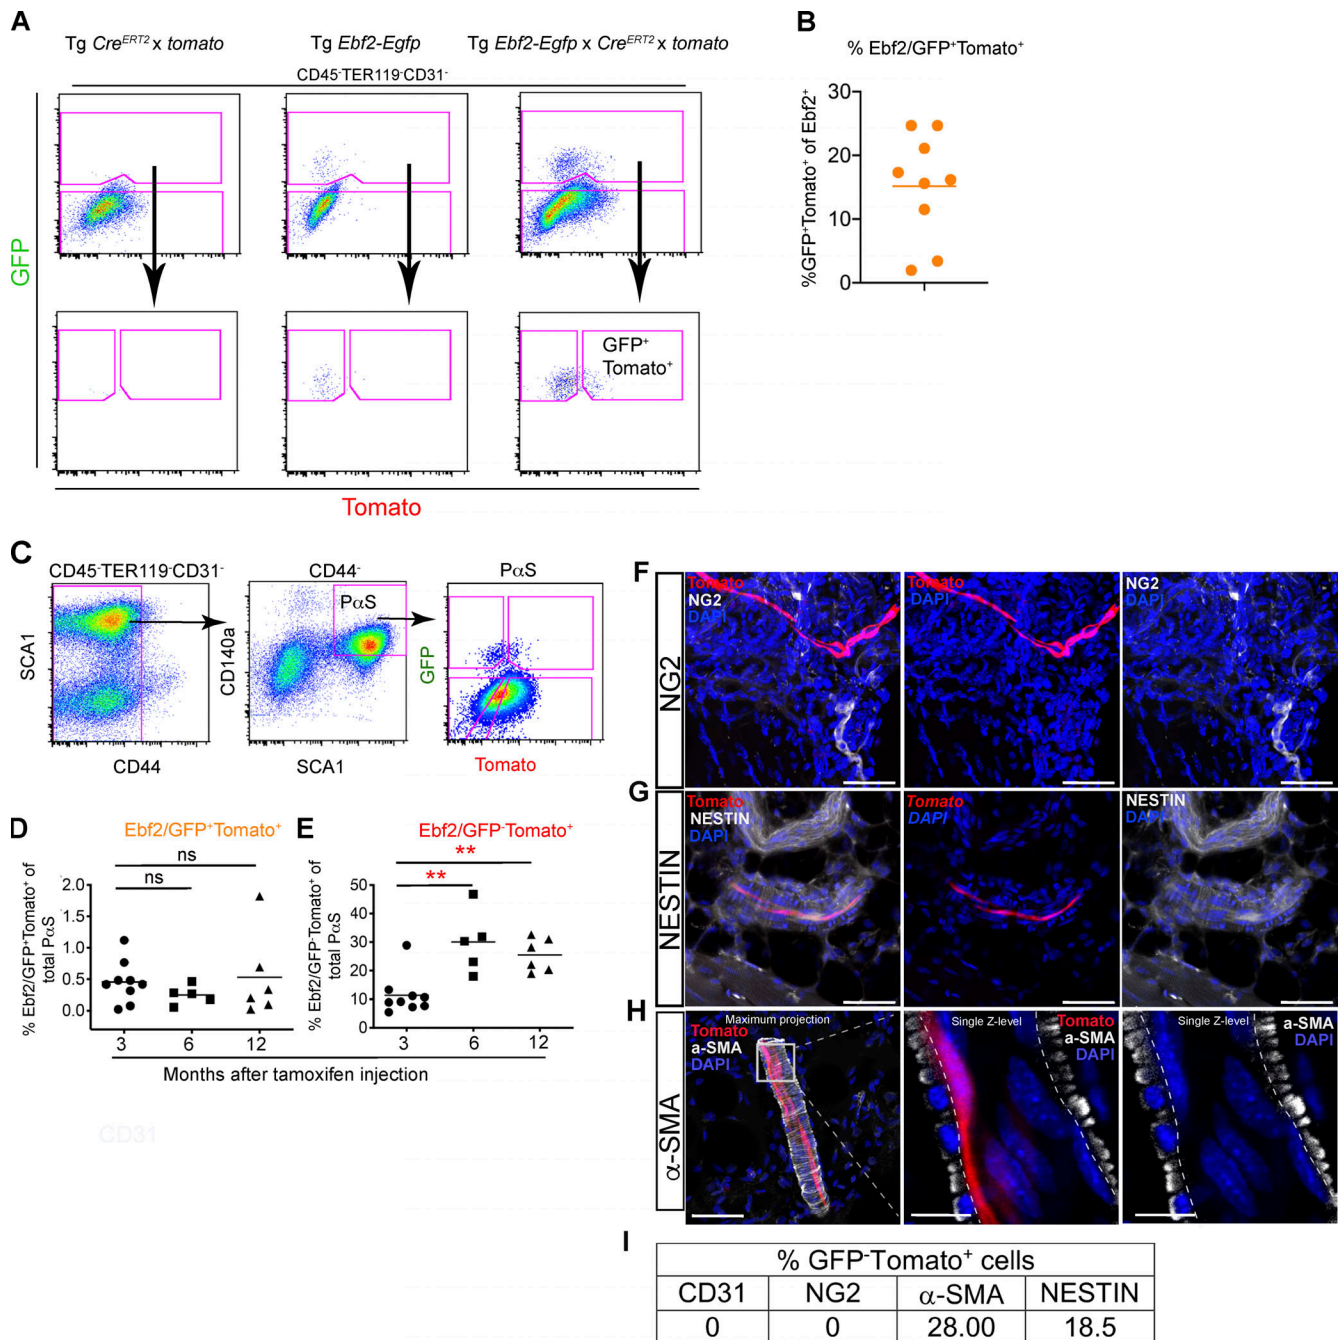 A
Tg Cre^ERT2 x tomato
Tg Ebf2-Egfp
Tg Ebf2-Egfp x Cre^ERT2 x tomato
CD45⁻TER119⁻CD31⁻
GFP
GFP⁺
Tomato⁺
Tomato
B
% Ebf2/GFP⁺Tomato⁺
%GFP⁺Tomato⁺ of Ebf2⁺
30
20
10
0
C
CD45⁻TER119⁻CD31⁻
CD44⁻
PαS
SCA1
CD44
PαS
CD140a
SCA1
GFP
Tomato
D
Ebf2/GFP⁺Tomato⁺
ns
ns
% Ebf2/GFP⁺Tomato⁺ of
total PαS
2.0
1.5
1.0
0.5
0.0
3
6
12
E
Ebf2/GFP⁻Tomato⁺
**
**
% Ebf2/GFP⁻Tomato⁺ of
total PαS
50
40
30
20
10
0
3
6
12
Months after tamoxifen injection
CD31
F
NG2
Tomato
NG2
DAPI
Tomato
DAPI
NG2
DAPI
G
NESTIN
Tomato
NESTIN
DAPI
Tomato
DAPI
NESTIN
DAPI
H
α-SMA
Maximum projection
Tomato
a-SMA
DAPI
Single Z-level
Tomato
a-SMA
DAPI
Single Z-level
a-SMA
DAPI
I
% GFP⁻Tomato⁺ cells
CD31 NG2 α-SMA NESTIN
0 0 28.00 18.5